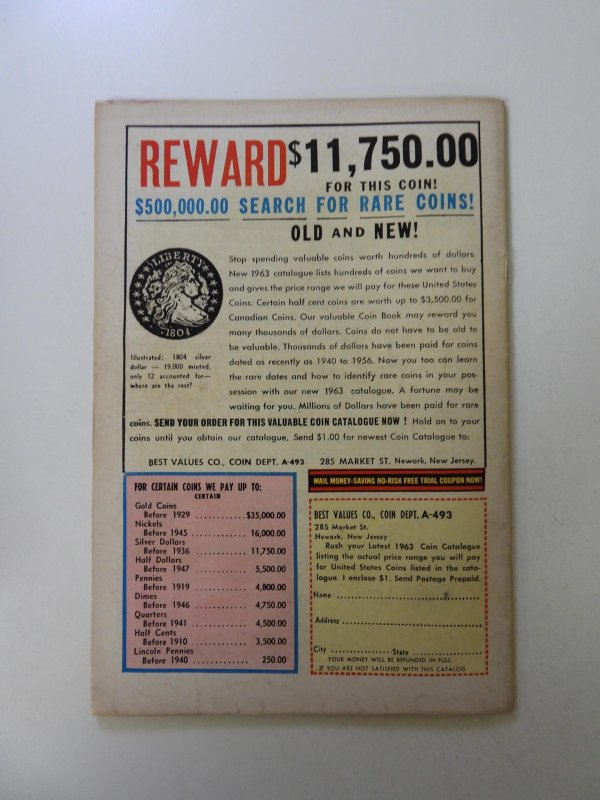 REWARD $11,750.00
FOR THIS COIN!
$500,000.00 SEARCH FOR RARE COINS!
OLD AND NEW!
LIBERTY
1804
Illustrated: 1804 silver
dollar — 19,000 minted,
only 12 accounted for—
where are the rest?
Stop spending valuable coins worth hundreds of dollars.
New 1963 catalogue lists hundreds of coins we want to buy
and gives the price range we will pay for these United States
Coins. Certain half cent coins are worth up to $3,500.00 for
Canadian Coins. Our valuable Coin Book may reward you
many thousands of dollars. Coins do not have to be old to
be valuable. Thousands of dollars have been paid for coins
dated as recently as 1940 to 1956. Now you too can learn
the rare dates and how to identify rare coins in your pos-
session with our new 1963 catalogue. A fortune may be
waiting for you. Millions of Dollars have been paid for rare
coins. SEND YOUR ORDER FOR THIS VALUABLE COIN CATALOGUE NOW ! Hold on to your
coins until you obtain our catalogue. Send $1.00 for newest Coin Catalogue to:
BEST VALUES CO., COIN DEPT. A-493 285 MARKET ST. Newark, New Jersey.
FOR CERTAIN COINS WE PAY UP TO:
CERTAIN
Gold Coins
Before 1929 ..............$35,000.00
Nickels
Before 1945 ............. 16,000.00
Silver Dollars
Before 1936 ............. 11,750.00
Half Dollars
Before 1947 ............. 5,500.00
Pennies
Before 1919 ............. 4,800.00
Dimes
Before 1946 ............. 4,750.00
Quarters
Before 1941 ............. 4,500.00
Half Cents
Before 1910 ............. 3,500.00
Lincoln Pennies
Before 1940 ............. 250.00
MAIL MONEY-SAVING NO-RISK FREE TRIAL COUPON NOW!
BEST VALUES CO., COIN DEPT. A-493
285 Market St.
Newark, New Jersey
Rush your Latest 1963 Coin Catalogue
listing the actual price range you will pay
for United States Coins listed in the cata-
logue. I enclose $1. Send Postage Prepaid.
Name ..........................................
Address ......................................
City .................. State ..................
YOUR MONEY WILL BE REFUNDED IN FULL
IF YOU ARE NOT SATISFIED WITH THIS CATALOG